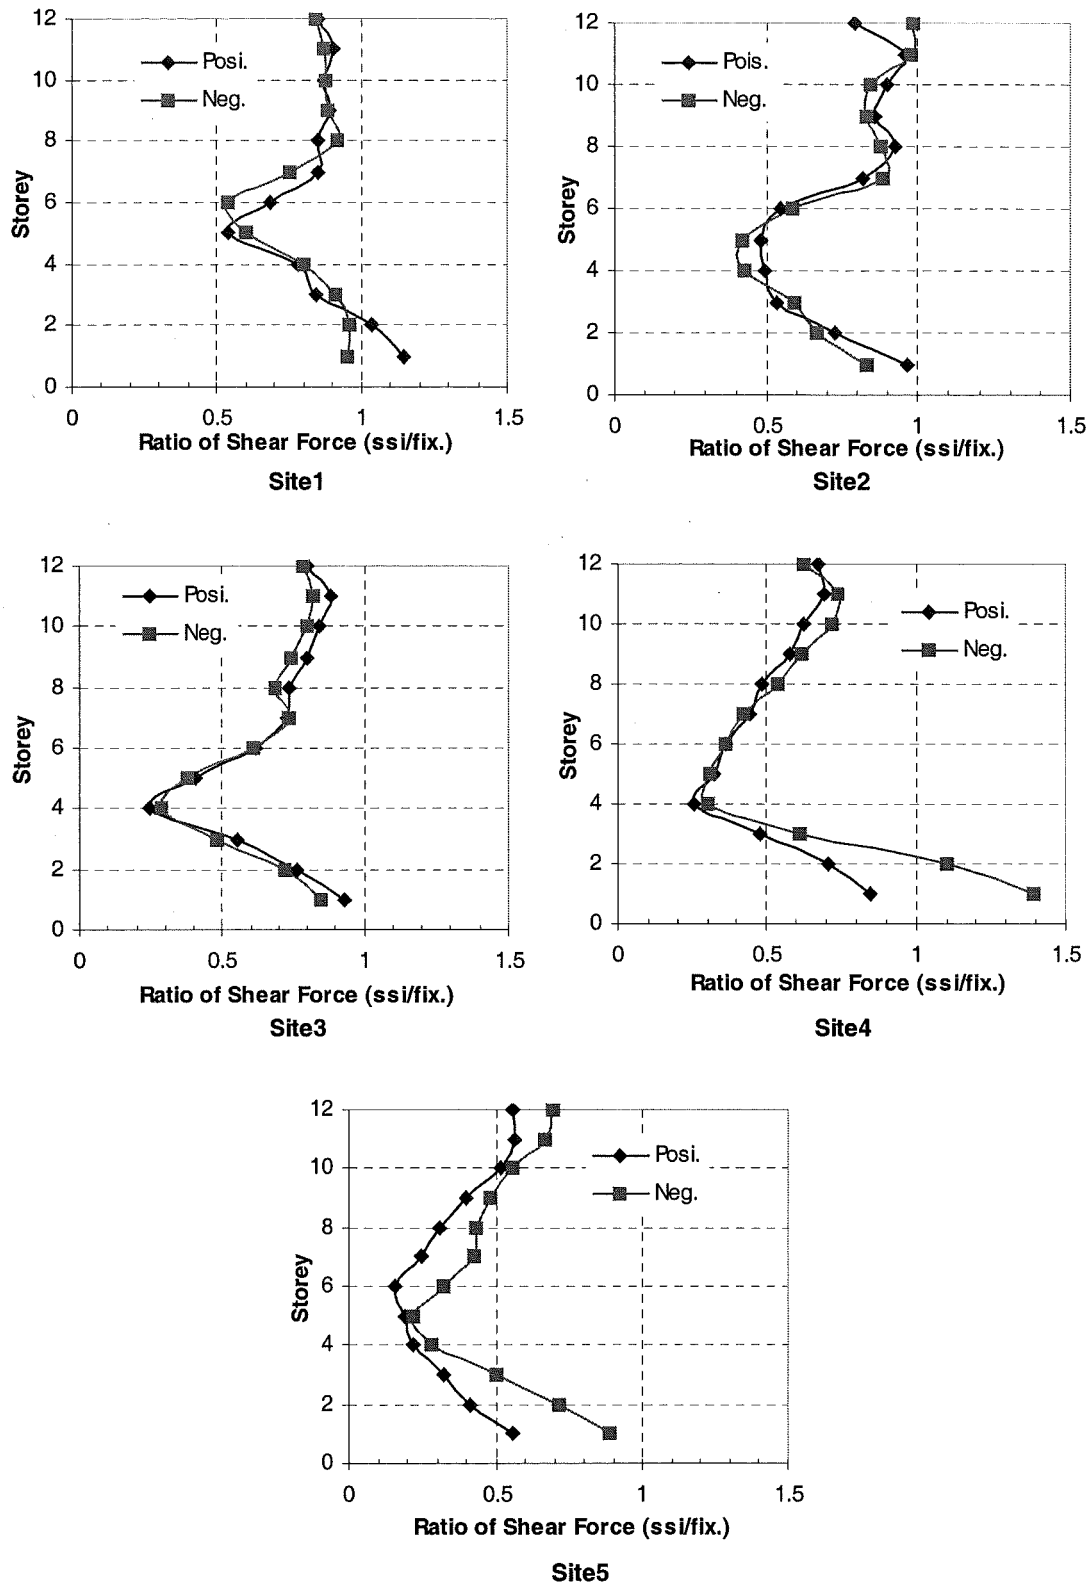 12
10
8
6
4
2
0
Storey
Posi.
Neg.
0 0.5 1 1.5
Ratio of Shear Force (ssi/fix.)
Site1
12
10
8
6
4
2
0
Storey
Pois.
Neg.
0 0.5 1 1.5
Ratio of Shear Force (ssi/fix.)
Site2
12
10
8
6
4
2
0
Storey
Posi.
Neg.
0 0.5 1 1.5
Ratio of Shear Force (ssi/fix.)
Site3
12
10
8
6
4
2
0
Storey
Posi.
Neg.
0 0.5 1 1.5
Ratio of Shear Force (ssi/fix.)
Site4
12
10
8
6
4
2
0
Storey
Posi.
Neg.
0 0.5 1 1.5
Ratio of Shear Force (ssi/fix.)
Site5